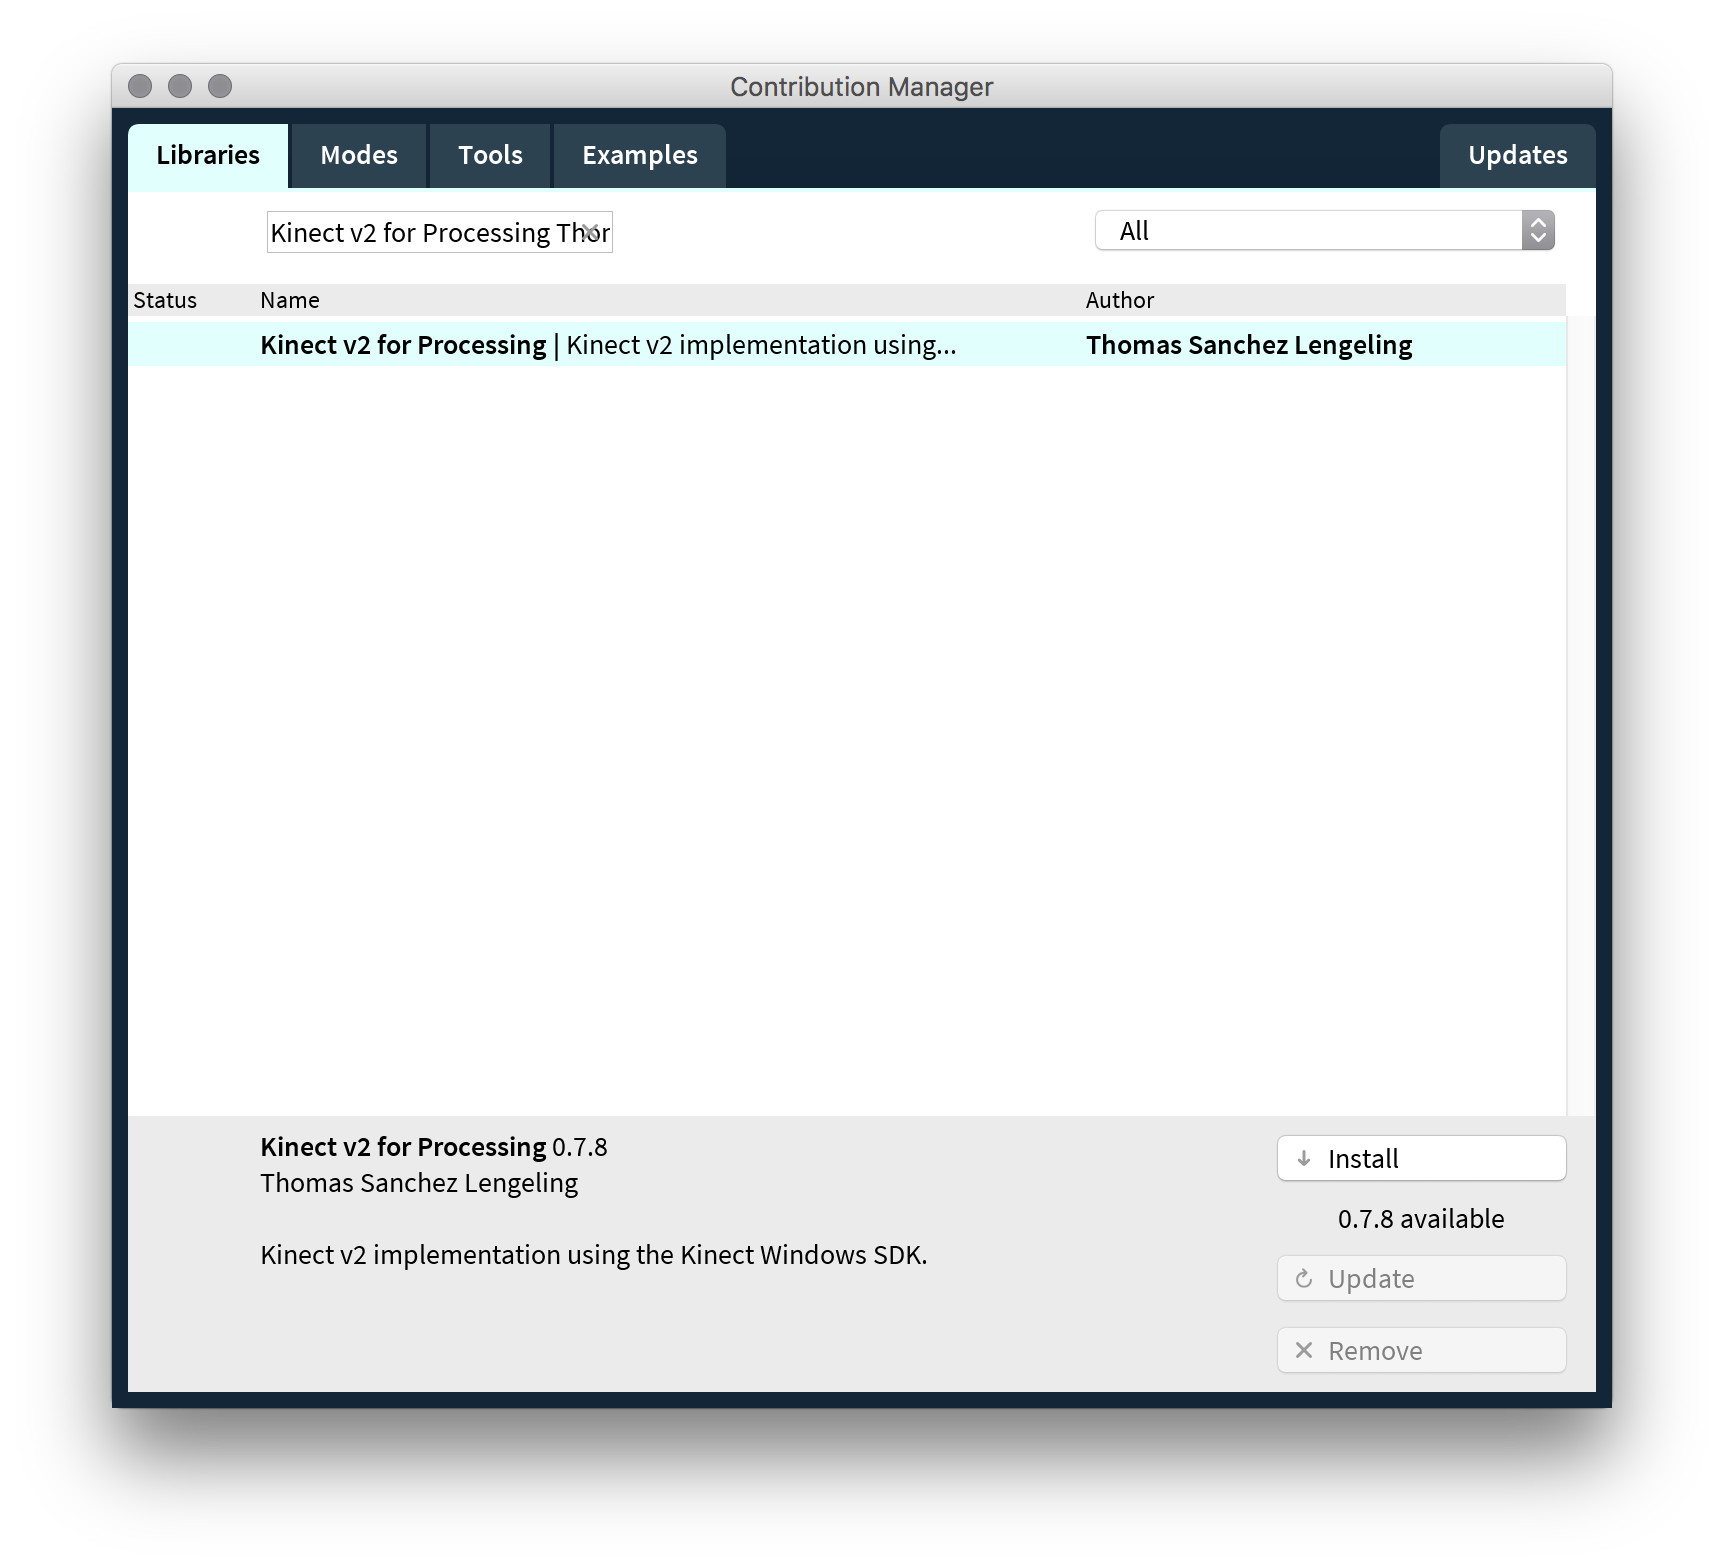 Contribution Manager
Libraries Modes Tools Examples Updates
Kinect v2 for Processing Thor All
Status Name Author
Kinect v2 for Processing | Kinect v2 implementation using... Thomas Sanchez Lengeling
Kinect v2 for Processing 0.7.8
Thomas Sanchez Lengeling
Kinect v2 implementation using the Kinect Windows SDK.
Install
0.7.8 available
Update
Remove